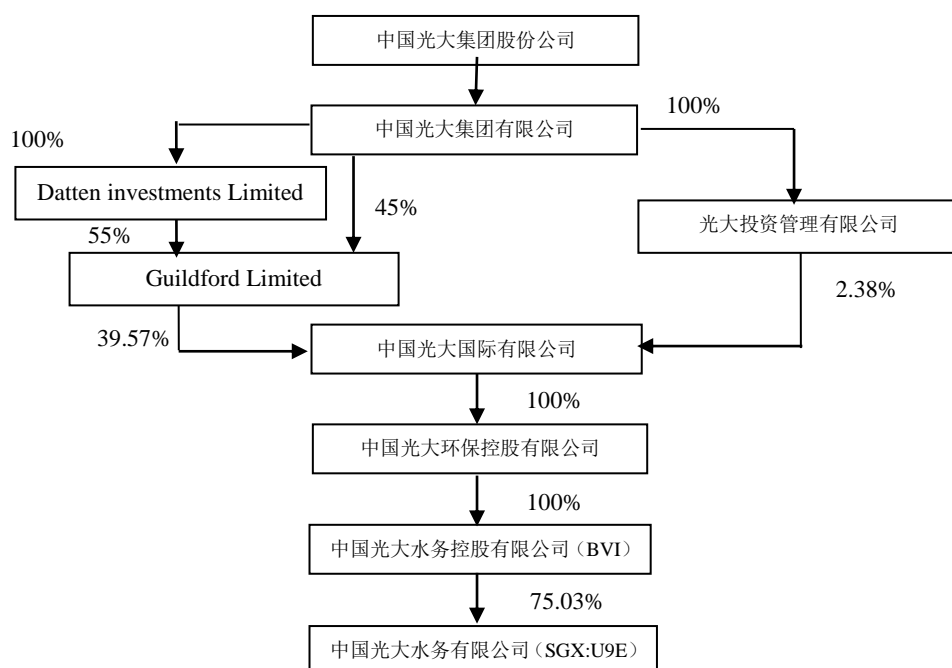 中国光大集团股份公司
中国光大集团有限公司
100%
100%
Datten investments Limited
45%
光大投资管理有限公司
55%
Guildford Limited
2.38%
39.57%
中国光大国际有限公司
100%
中国光大环保控股有限公司
100%
中国光大水务控股有限公司（BVI）
75.03%
中国光大水务有限公司（SGX:U9E）